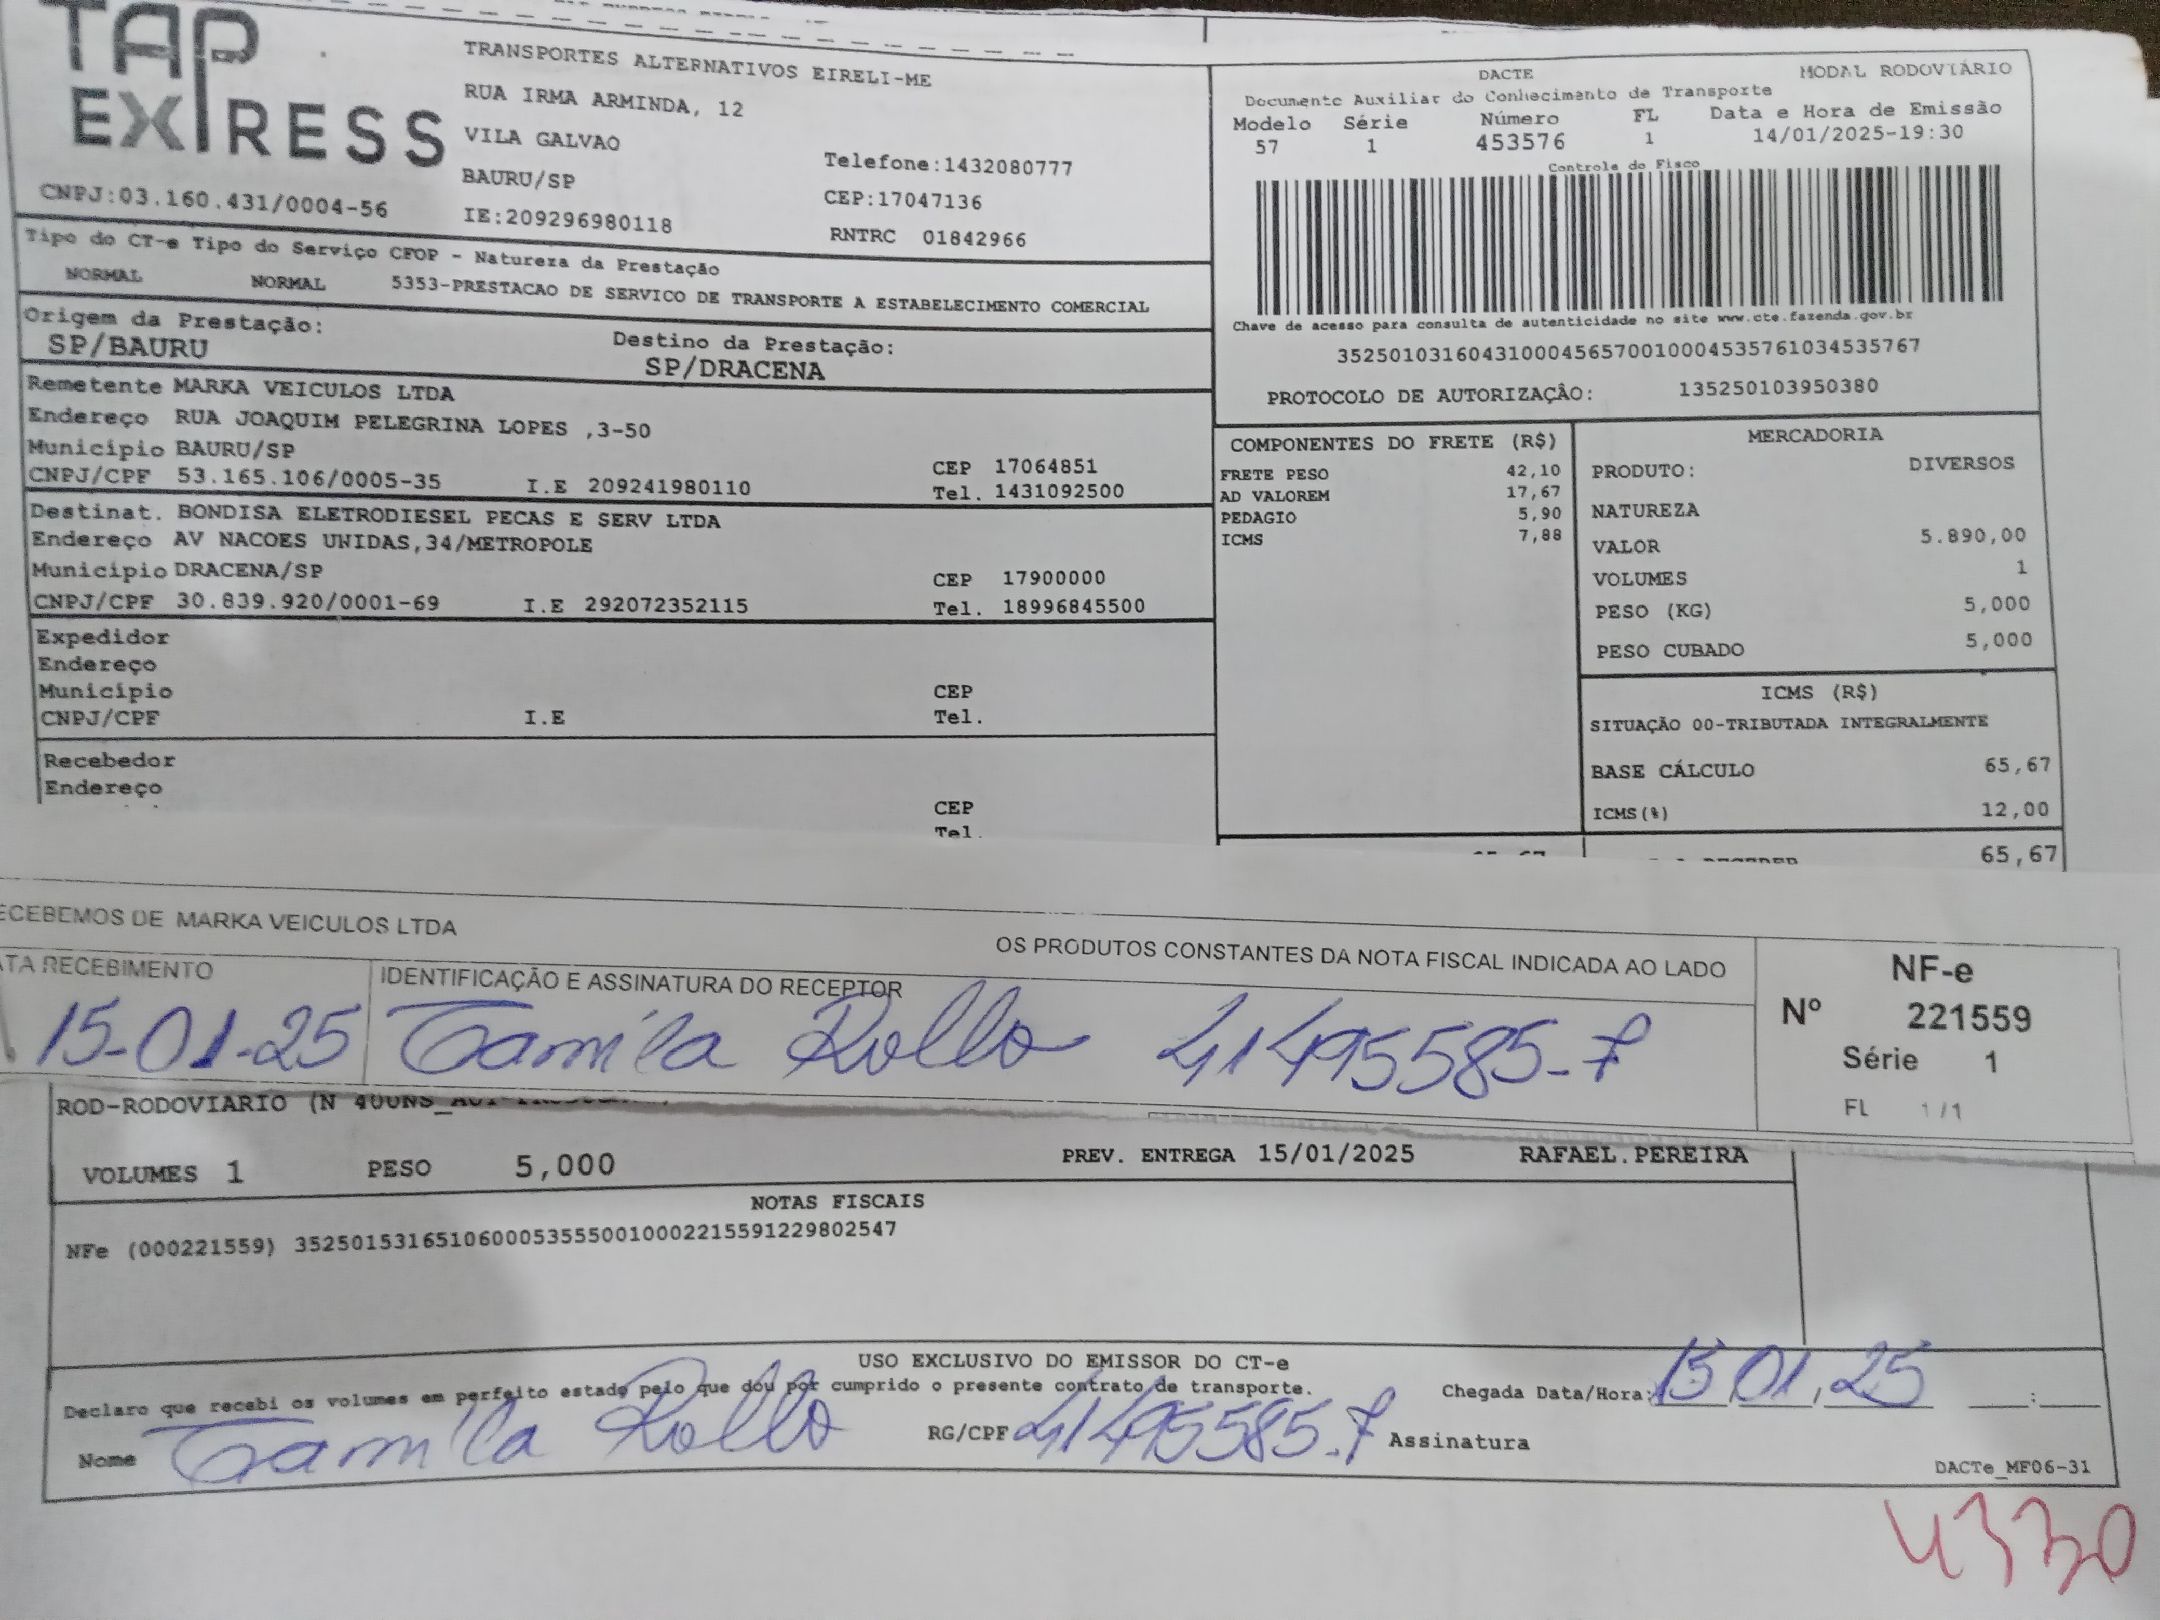 TAP EXPRESS
TRANSPORTES ALTERNATIVOS EIRELI-ME
RUA IRMA ARMINDA, 12
VILA GALVAO
BAURU/SP
Telefone:1432080777
CEP:17047136
CNPJ:03.160.431/0004-56
IE:209296980118
RNTRC 01842966
DACTE
MODAL RODOVIÁRIO
Documento Auxiliar do Conhecimento de Transporte
Modelo Série Número FL Data e Hora de Emissão
57 1 453576 1 14/01/2025-19:30
Controle do Fisco
Chave de acesso para consulta de autenticidade no site www.cte.fazenda.gov.br
35250103160431000456570010004535761034535767
PROTOCOLO DE AUTORIZAÇÂO: 135250103950380
Tipo do CT-e Tipo do Serviço CFOP - Natureza da Prestação
NORMAL NORMAL 5353-PRESTACAO DE SERVICO DE TRANSPORTE A ESTABELECIMENTO COMERCIAL
Origem da Prestação:
SP/BAURU
Destino da Prestação:
SP/DRACENA
Remetente MARKA VEICULOS LTDA
Endereço RUA JOAQUIM PELEGRINA LOPES ,3-50
Município BAURU/SP
CEP 17064851
CNPJ/CPF 53.165.106/0005-35 I.E 209241980110 Tel. 1431092500
Destinat. BONDISA ELETRODIESEL PECAS E SERV LTDA
Endereço AV NACOES UNIDAS,34/METROPOLE
Município DRACENA/SP CEP 17900000
CNPJ/CPF 30.839.920/0001-69 I.E 292072352115 Tel. 18996845500
Expedidor
Endereço
Município CEP
CNPJ/CPF I.E Tel.
Recebedor
Endereço
CEP
Tel.
COMPONENTES DO FRETE (R$)
FRETE PESO 42,10
AD VALOREM 17,67
PEDAGIO 5,90
ICMS 7,88
MERCADORIA
PRODUTO: DIVERSOS
NATUREZA
VALOR 5.890,00
VOLUMES 1
PESO (KG) 5,000
PESO CUBADO 5,000
ICMS (R$)
SITUAÇÃO 00-TRIBUTADA INTEGRALMENTE
BASE CÁLCULO 65,67
ICMS(%) 12,00
65,67
ECEBEMOS DE MARKA VEICULOS LTDA
OS PRODUTOS CONSTANTES DA NOTA FISCAL INDICADA AO LADO
ATA RECEBIMENTO
IDENTIFICAÇÃO E ASSINATURA DO RECEPTOR
15-01-25 Tamila Rollo 41495585-7
NF-e
Nº 221559
Série 1
FL 1/1
ROD-RODOVIARIO (N
VOLUMES 1 PESO 5,000 PREV. ENTREGA 15/01/2025 RAFAEL.PEREIRA
NOTAS FISCAIS
NFe (000221559) 35250153165106000535550010002215591229802547
USO EXCLUSIVO DO EMISSOR DO CT-e
Declaro que recebi os volumes em perfeito estado pelo que dou por cumprido o presente contrato de transporte.
Chegada Data/Hora: 15 01, 25 :
Nome Tamila Rollo RG/CPF 41495585-7 Assinatura
DACTe_MF06-31
4330